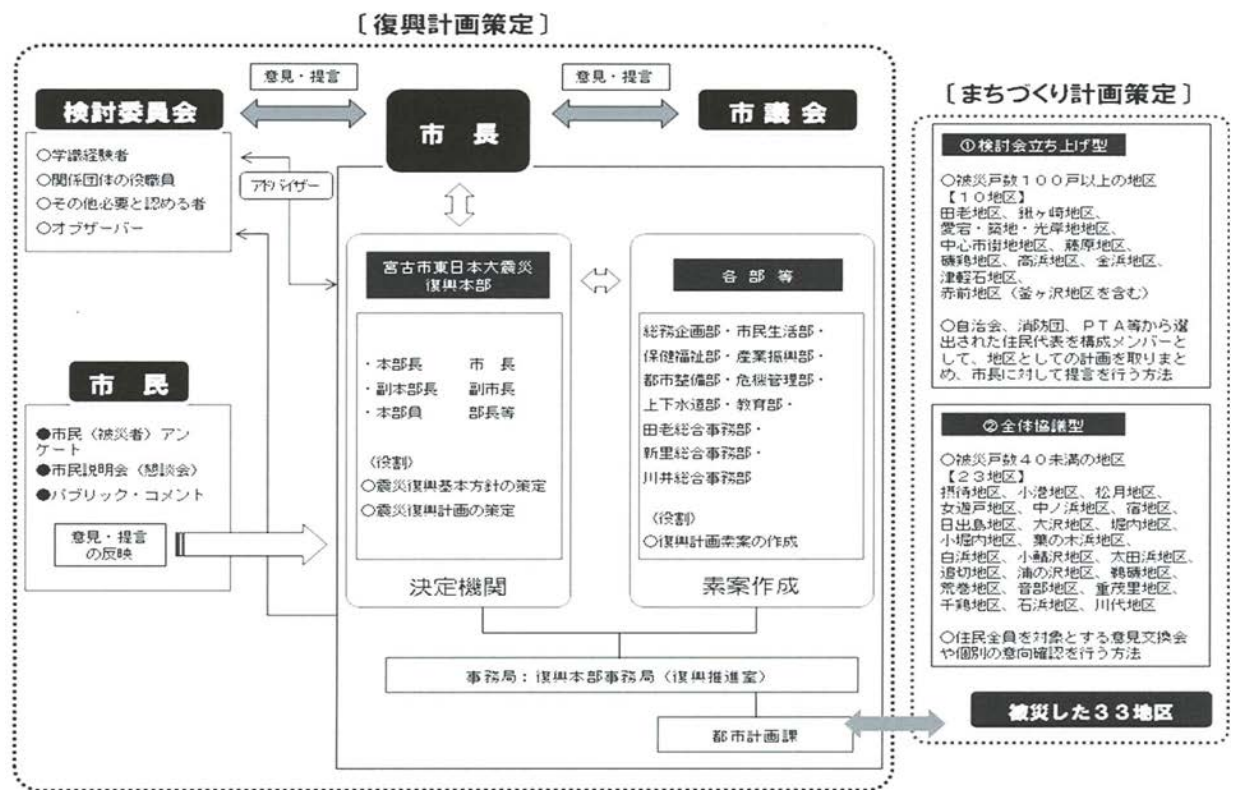 〔復興計画策定〕
意見・提言
意見・提言
検討委員会
市長
市議会
○学識経験者
○関係団体の役職員
○その他必要と認める者
○オブザーバー
アドバイザー
宮古市東日本大震災
復興本部
・本部長 市長
・副本部長 副市長
・本部員 部長等
〈役割〉
○震災復興基本方針の策定
○震災復興計画の策定
決定機関
各部等
総務企画部・市民生活部・
保健福祉部・産業振興部・
都市整備部・危機管理部・
上下水道部・教育部・
田老総合事務部・
新里総合事務部・
川井総合事務部
〈役割〉
○復興計画素案の作成
素案作成
市民
●市民〈被災者〉アン
ケート
●市民説明会〈懇談会〉
●パブリック・コメント
意見・提言
の反映
事務局：復興本部事務局〈復興推進室〉
都市計画課
〔まちづくり計画策定〕
①検討会立ち上げ型
○被災戸数100戸以上の地区
【10地区】
田老地区、鍬ヶ崎地区、
愛宕・築地・光岸地地区、
中心市街地地区、藤原地区、
磯鶏地区、高浜地区、金浜地区、
津軽石地区、
赤前地区〈釜ヶ沢地区を含む〉
○自治会、消防団、PTA等から選
出された住民代表を構成メンバーと
して、地区としての計画を取りまと
め、市長に対して提言を行う方法
②全体協議型
○被災戸数40未満の地区
【23地区】
摂待地区、小港地区、松月地区、
女遊戸地区、中ノ浜地区、宿地区、
日出島地区、大沢地区、堀内地区、
小堀内地区、葉の木浜地区、
白浜地区、小鯖沢地区、太田浜地区、
追切地区、浦の沢地区、鵜磯地区、
荒巻地区、音部地区、重茂里地区、
千鶏地区、石浜地区、川代地区
○住民全員を対象とする意見交換会
や個別の意向確認を行う方法
被災した33地区